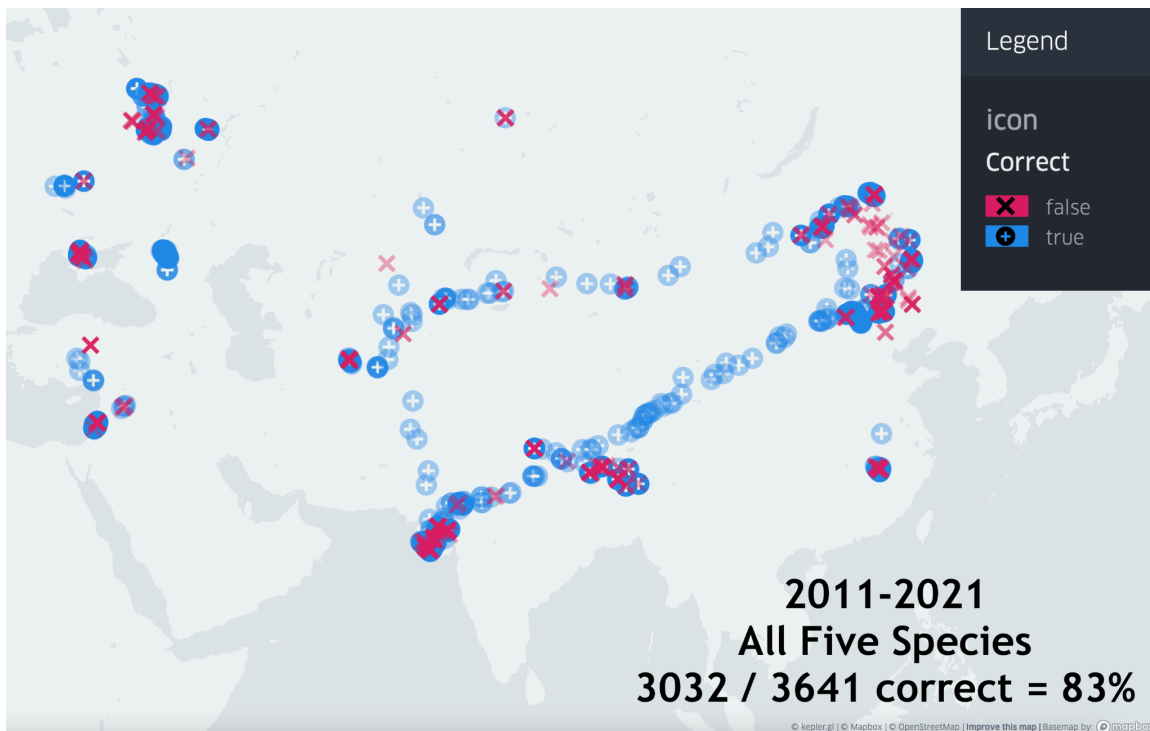 Legend
icon
Correct
false
true
2011-2021
All Five Species
3032 / 3641 correct = 83%
© kepler.gl | © Mapbox | © OpenStreetMap | Improve this map | Basemap by: mapbox